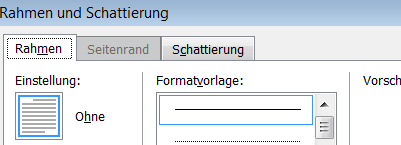 Rahmen und Schattierung
Rahmen Seitenrand Schattierung
Einstellung: Formatvorlage: Vorsch
Ohne